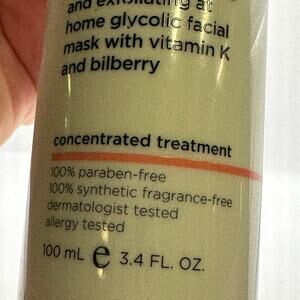 and exfoliating at
home glycolic facial
mask with vitamin K
and bilberry
concentrated treatment
100% paraben-free
100% synthetic fragrance-free
dermatologist tested
allergy tested
100 mL ℮ 3.4 FL. OZ.